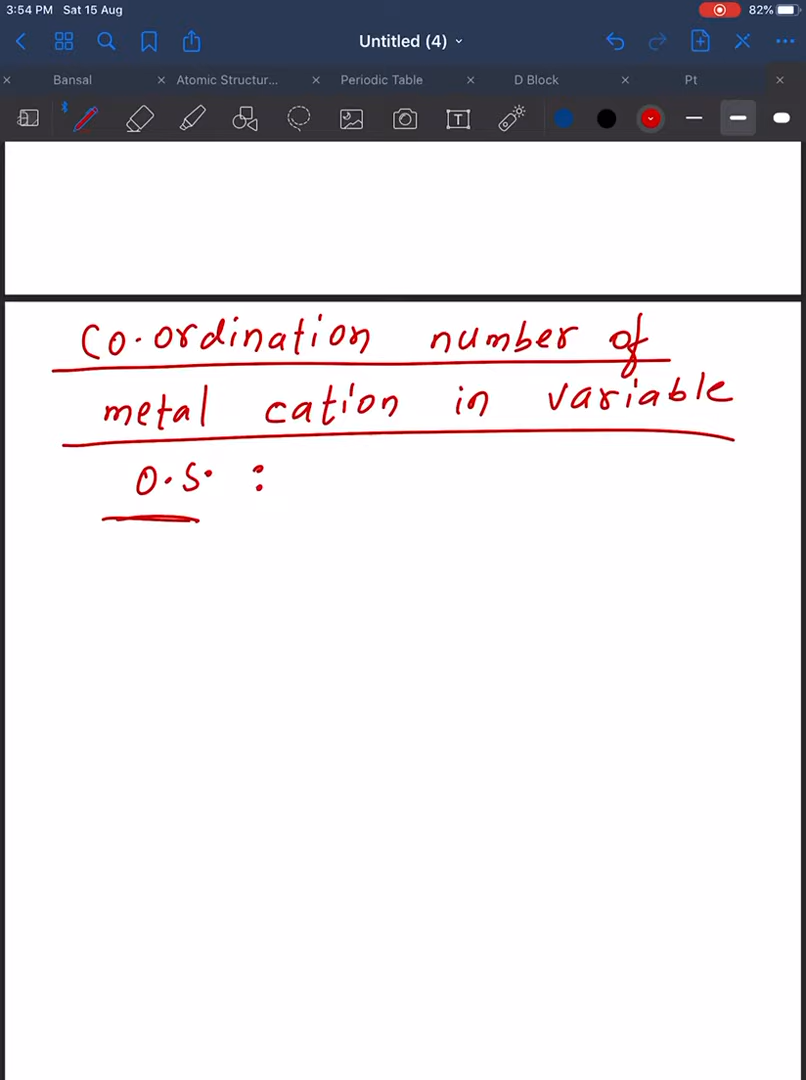 3:54 PM Sat 15 Aug 82%
Untitled (4)
Bansal Atomic Structur... Periodic Table D Block Pt
T
Co-ordination number of
metal cation in variable
O.S. :